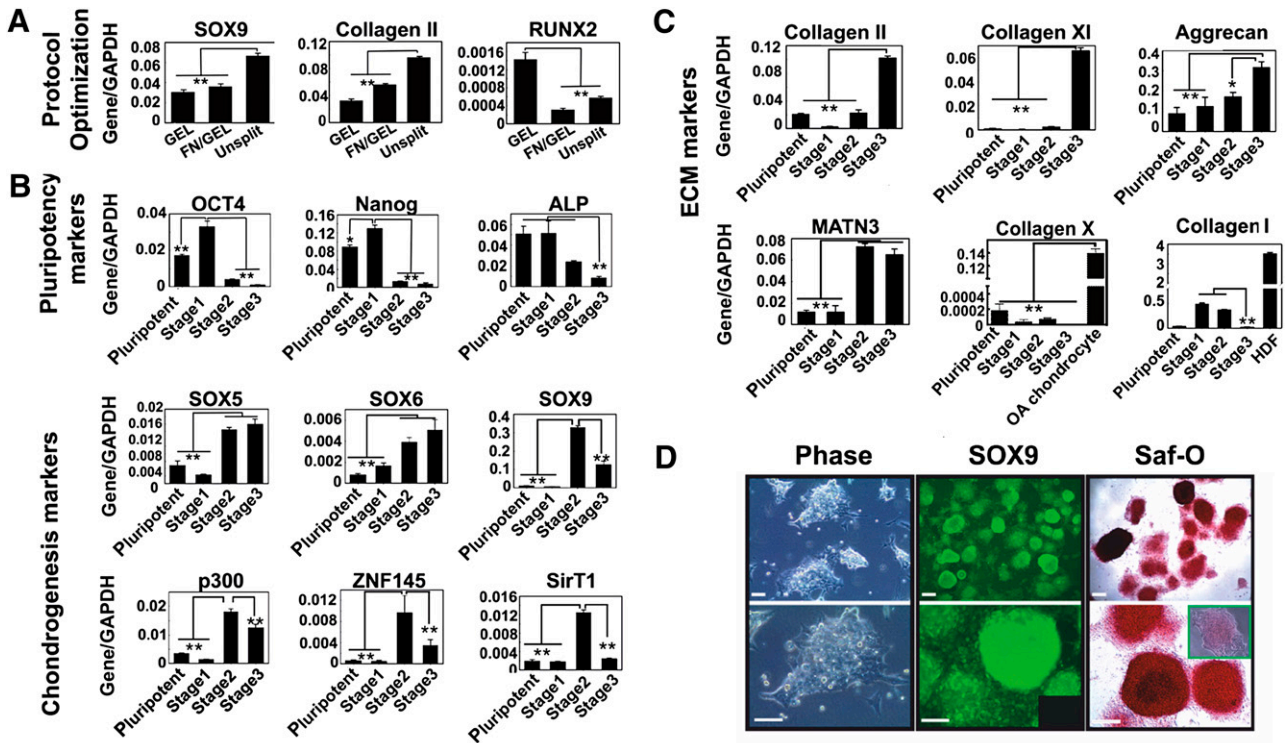 A
Protocol Optimization
Gene/GAPDH
SOX9
0.08
0.06
0.04
0.02
0
**
GEL
FN/GEL
Unsplit
Collagen II
0.12
0.08
0.04
0
**
GEL
FN/GEL
Unsplit
RUNX2
0.0016
0.0012
0.0008
0.0004
0
**
GEL
FN/GEL
Unsplit
B
Pluripotency markers
Gene/GAPDH
OCT4
0.04
0.02
0
**
**
Pluripotent
Stage1
Stage2
Stage3
Nanog
0.16
0.12
0.08
0.04
0
*
**
Pluripotent
Stage1
Stage2
Stage3
ALP
0.06
0.04
0.02
0
**
Pluripotent
Stage1
Stage2
Stage3
Chondrogenesis markers
Gene/GAPDH
SOX5
0.02
0.016
0.012
0.008
0.004
0
**
Pluripotent
Stage1
Stage2
Stage3
SOX6
0.006
0.004
0.002
0
**
Pluripotent
Stage1
Stage2
Stage3
SOX9
0.4
0.3
0.2
0.1
0
**
**
Pluripotent
Stage1
Stage2
Stage3
Gene/GAPDH
p300
0.02
0.01
0
**
**
Pluripotent
Stage1
Stage2
Stage3
ZNF145
0.012
0.008
0.004
0
**
**
Pluripotent
Stage1
Stage2
Stage3
SirT1
0.016
0.012
0.008
0.004
0
**
**
Pluripotent
Stage1
Stage2
Stage3
C
ECM markers
Gene/GAPDH
Collagen II
0.12
0.08
0.04
0
**
Pluripotent
Stage1
Stage2
Stage3
Collagen XI
0.06
0.04
0.02
0.00
**
Pluripotent
Stage1
Stage2
Stage3
Aggrecan
0.4
0.3
0.2
0.1
0
**
*
Pluripotent
Stage1
Stage2
Stage3
Gene/GAPDH
MATN3
0.08
0.06
0.04
0.02
0
**
Pluripotent
Stage1
Stage2
Stage3
Collagen X
0.14
0.0004
0.0002
0
**
Pluripotent
Stage1
Stage2
Stage3
OA chondrocyte
Collagen I
4
3
2
0.5
0
**
Pluripotent
Stage1
Stage2
Stage3
HDF
D
Phase
SOX9
Saf-O